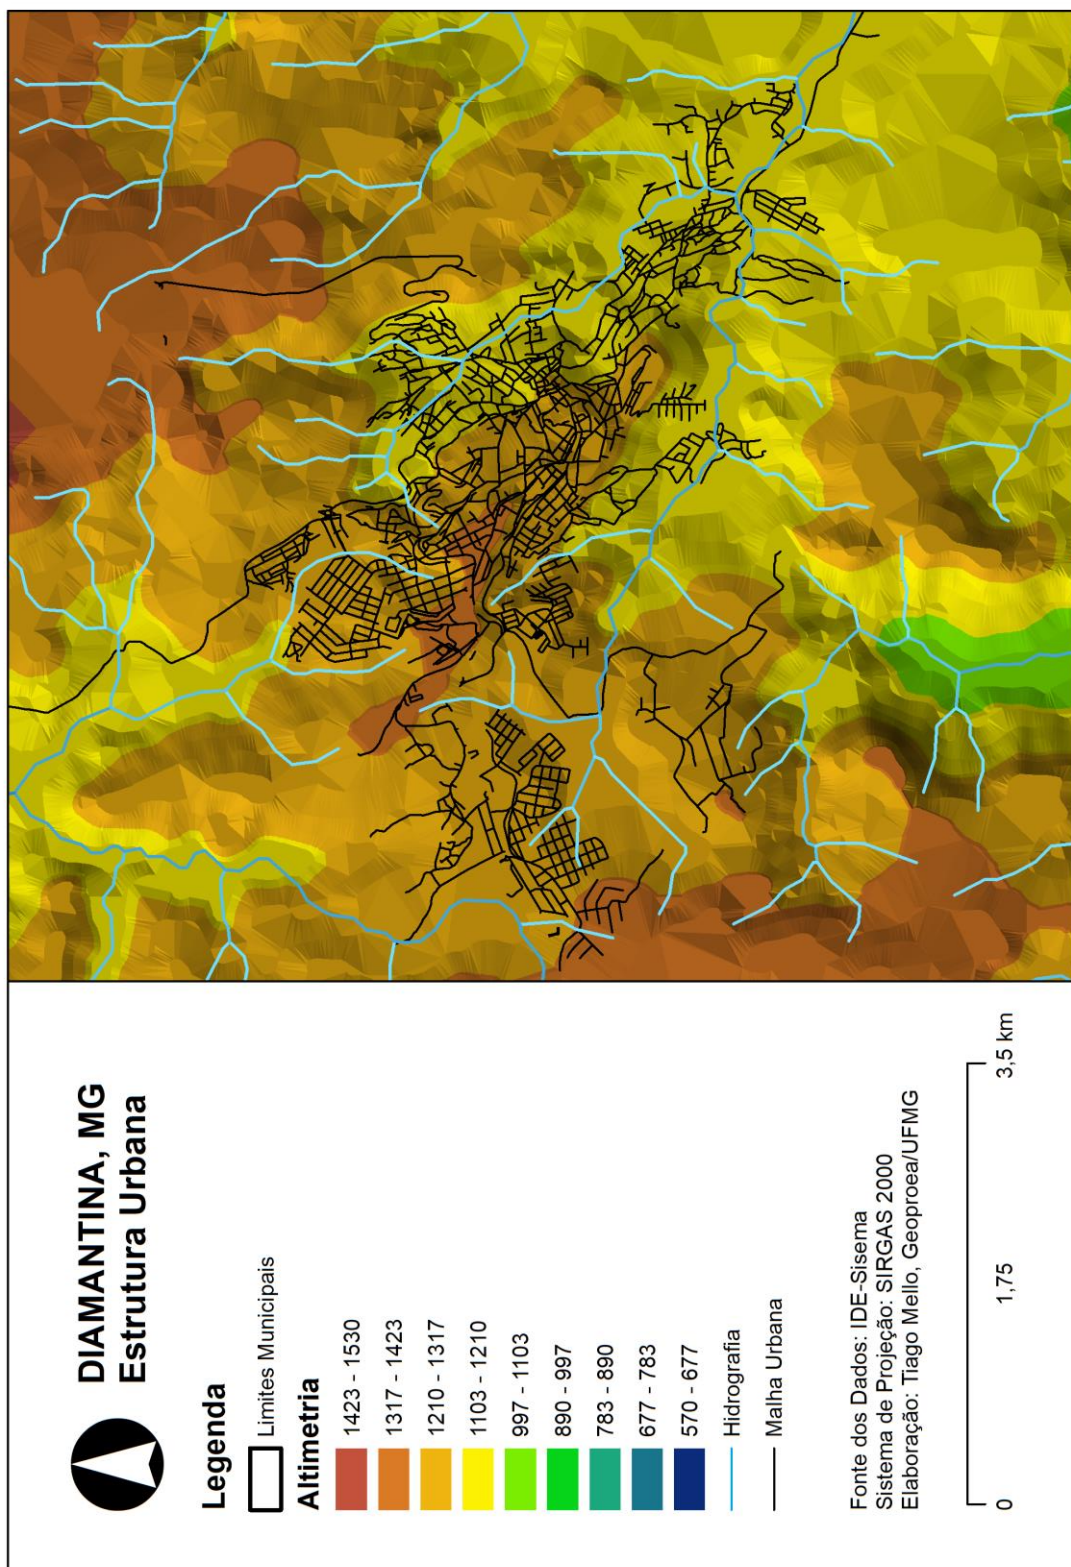 DIAMANTINA, MG
Estrutura Urbana
Legenda
Limites Municipais
Altimetria
1423 - 1530
1317 - 1423
1210 - 1317
1103 - 1210
997 - 1103
890 - 997
783 - 890
677 - 783
570 - 677
Hidrografia
Malha Urbana
Fonte dos Dados: IDE-Sisema
Sistema de Projeção: SIRGAS 2000
Elaboração: Tiago Mello, Geoproea/UFMG
0 1,75 3,5 km